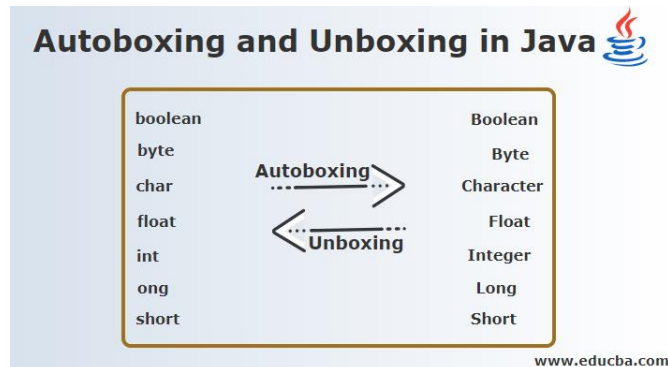 Autoboxing and Unboxing in Java
boolean Boolean
byte Byte
Autoboxing
char Character
float Float
Unboxing
int Integer
ong Long
short Short
www.educba.com